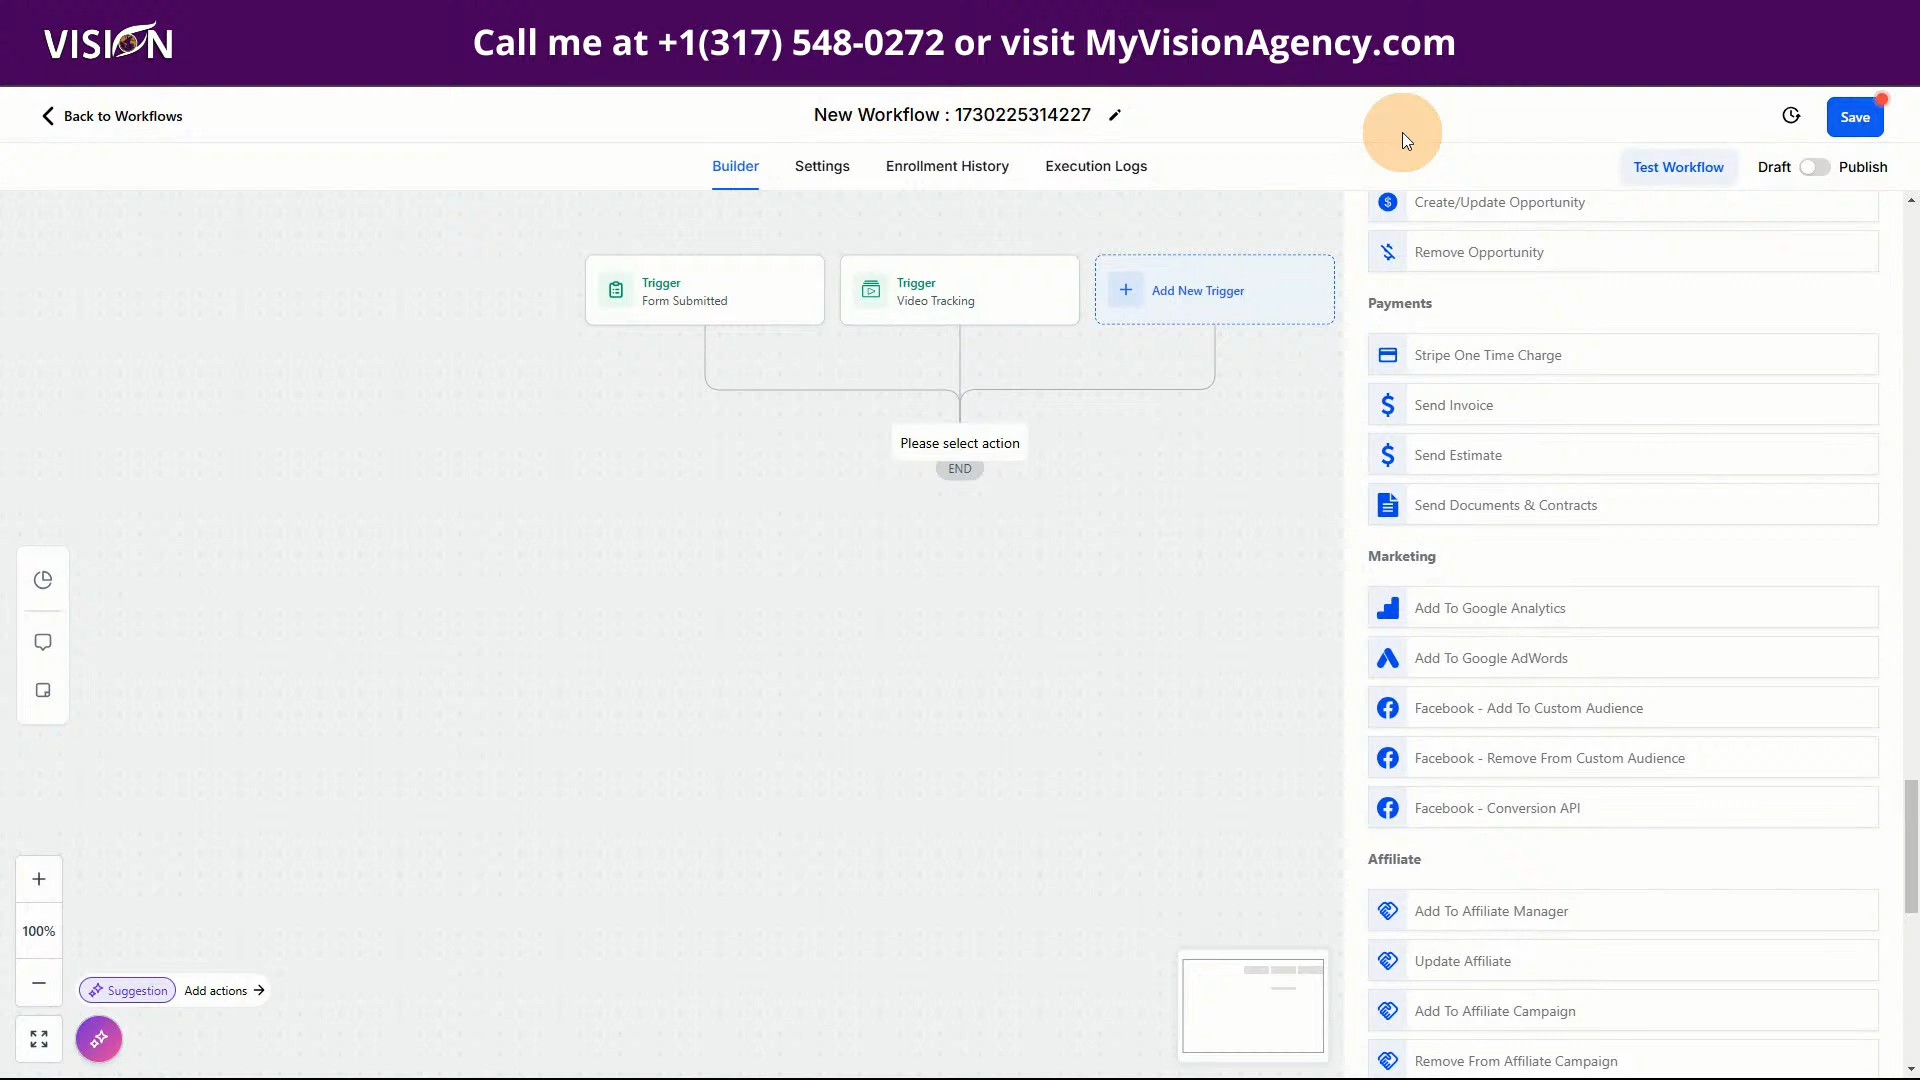 VISION
Call me at +1(317) 548-0272 or visit MyVisionAgency.com
Back to Workflows
New Workflow : 1730225314227
Save
Builder
Settings
Enrollment History
Execution Logs
Test Workflow
Draft
Publish
Trigger
Form Submitted
Trigger
Video Tracking
Add New Trigger
Please select action
END
100%
Suggestion
Add actions
Create/Update Opportunity
Remove Opportunity
Payments
Stripe One Time Charge
Send Invoice
Send Estimate
Send Documents & Contracts
Marketing
Add To Google Analytics
Add To Google AdWords
Facebook - Add To Custom Audience
Facebook - Remove From Custom Audience
Facebook - Conversion API
Affiliate
Add To Affiliate Manager
Update Affiliate
Add To Affiliate Campaign
Remove From Affiliate Campaign